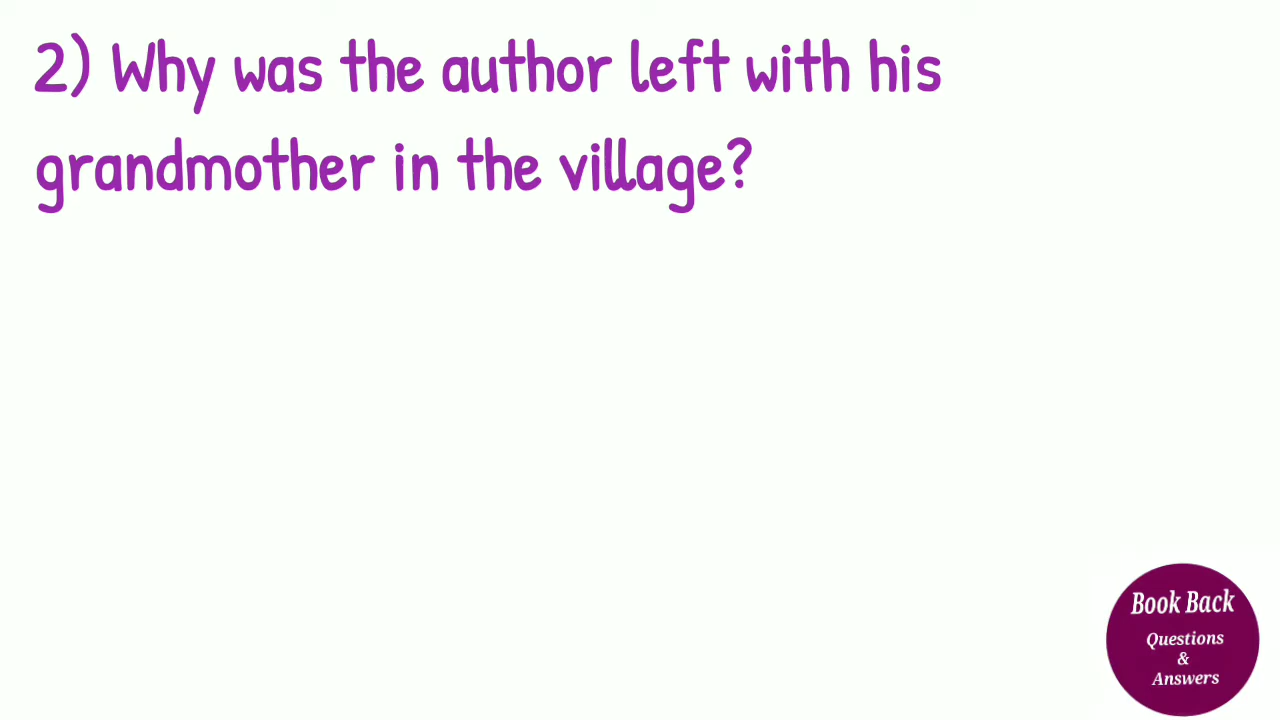 2) Why was the author left with his
grandmother in the village?
Book Back
Questions
&
Answers